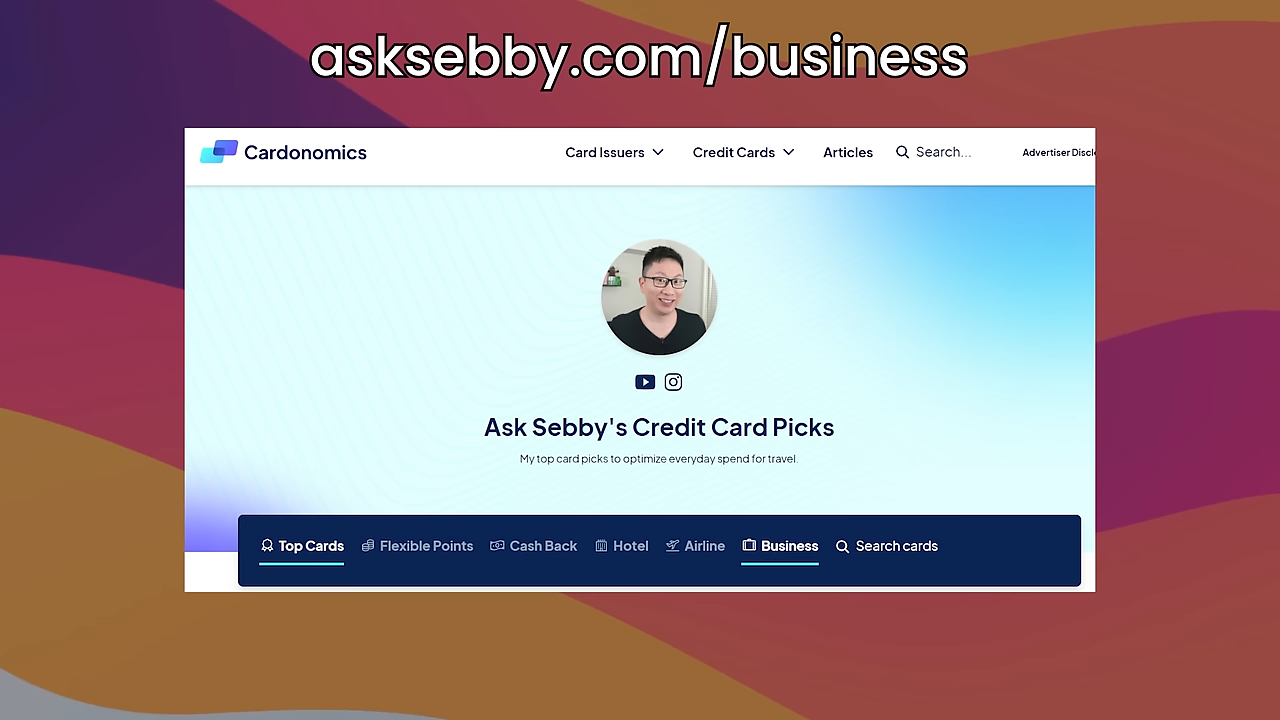 asksebby.com/business
Cardonomics Card Issuers Credit Cards Articles Search... Advertiser
Ask Sebby's Credit Card Picks
My top card picks to optimize everyday spend for travel.
Top Cards Flexible Points Cash Back Hotel Airline Business Search cards